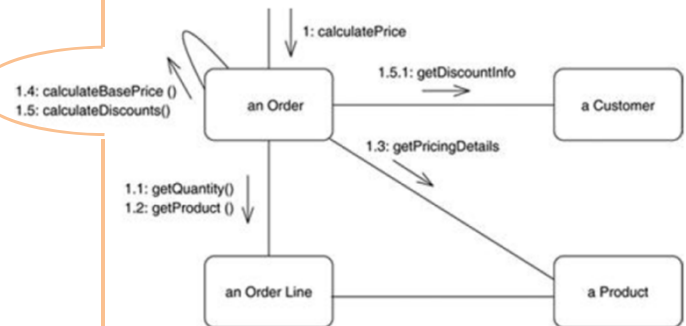 1: calculatePrice
1.5.1: getDiscountInfo
1.4: calculateBasePrice ()
1.5: calculateDiscounts()
an Order
a Customer
1.3: getPricingDetails
1.1: getQuantity()
1.2: getProduct ()
an Order Line
a Product